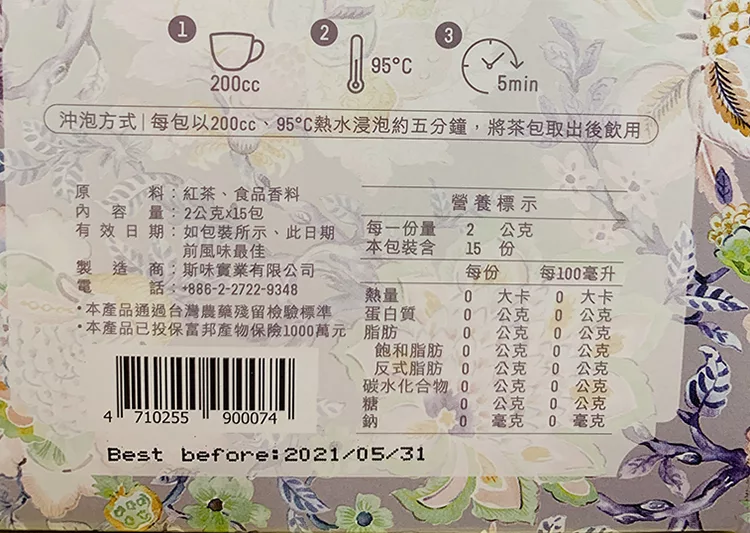 1 2 3
200cc
95°C
5min
沖泡方式|每包以200cc、95°C熱水浸泡約五分鐘，將茶包取出後飲用
原料：紅茶、食品香料
內容量：2公克x15包
有效日期：如包裝所示、此日期
前風味最佳
製造商：斯味實業有限公司
電話：+886-2-2722-9348
•本產品通過台灣農藥殘留檢驗標準
•本產品已投保富邦產物保險1000萬元
營養標示
每一份量 2 公克
本包裝含 15 份
每份 每100毫升
熱量 0 大卡 0 大卡
蛋白質 0 公克 0 公克
脂肪 0 公克 0 公克
飽和脂肪 0 公克 0 公克
反式脂肪 0 公克 0 公克
碳水化合物 0 公克 0 公克
糖 0 公克 0 公克
鈉 0 毫克 0 毫克
4 710255 900074
Best before:2021/05/31